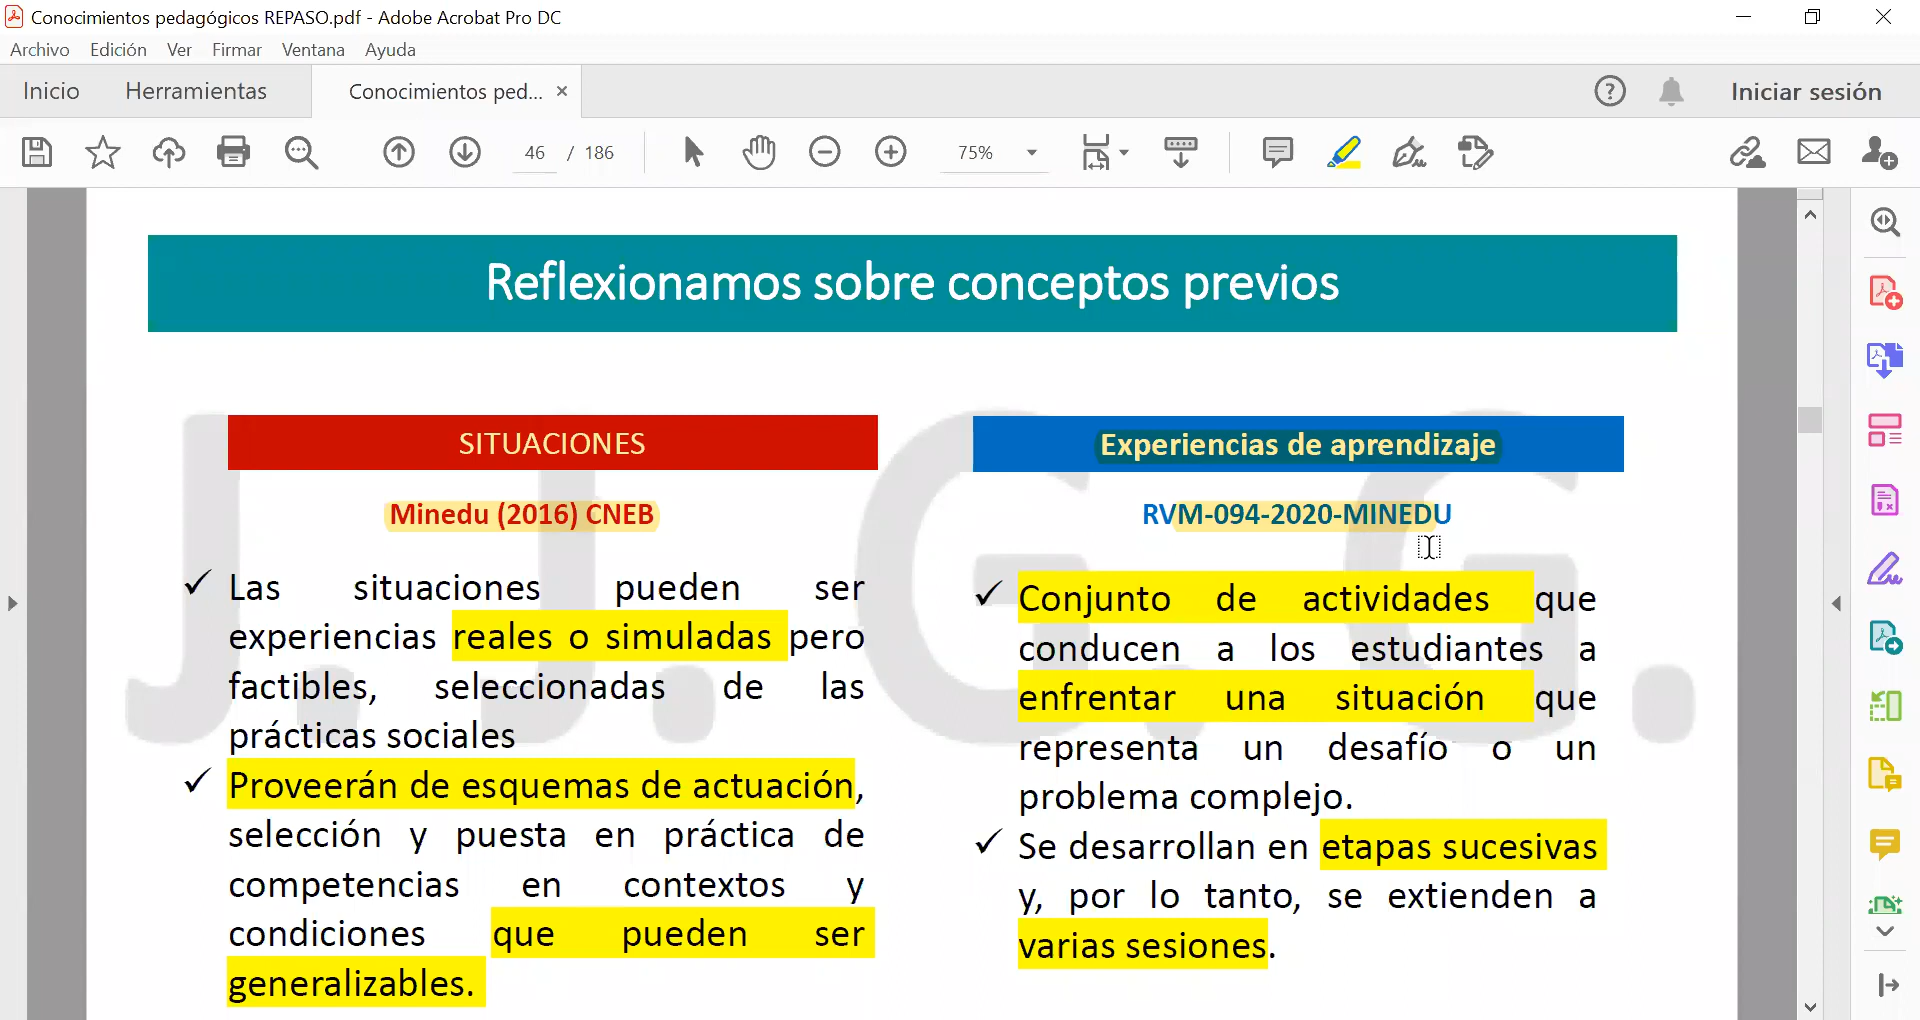 Conocimientos pedagógicos REPASO.pdf - Adobe Acrobat Pro DC
Archivo Edición Ver Firmar Ventana Ayuda
Inicio Herramientas Conocimientos ped... × Iniciar sesión
46 / 186 75%
Reflexionamos sobre conceptos previos
SITUACIONES
Minedu (2016) CNEB
✓ Las situaciones pueden ser
experiencias reales o simuladas pero
factibles, seleccionadas de las
prácticas sociales
✓ Proveerán de esquemas de actuación,
selección y puesta en práctica de
competencias en contextos y
condiciones que pueden ser
generalizables.
Experiencias de aprendizaje
RVM-094-2020-MINEDU
✓ Conjunto de actividades que
conducen a los estudiantes a
enfrentar una situación que
representa un desafío o un
problema complejo.
✓ Se desarrollan en etapas sucesivas
y, por lo tanto, se extienden a
varias sesiones.
J. J. G. G.